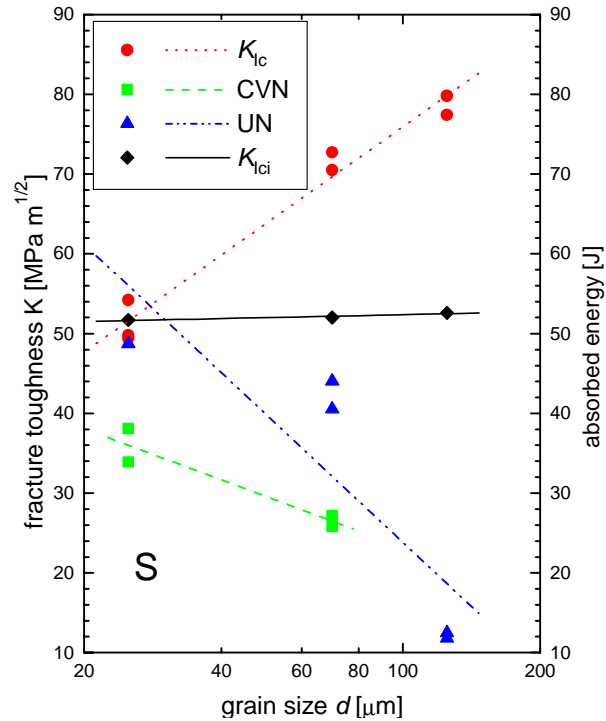 90
80
70
60
50
40
30
20
10
fracture toughness K [MPa m^1/2]
K_Ic
CVN
UN
K_Ici
S
90
80
70
60
50
40
30
20
10
absorbed energy [J]
20 40 60 80 100 200
grain size d [μm]